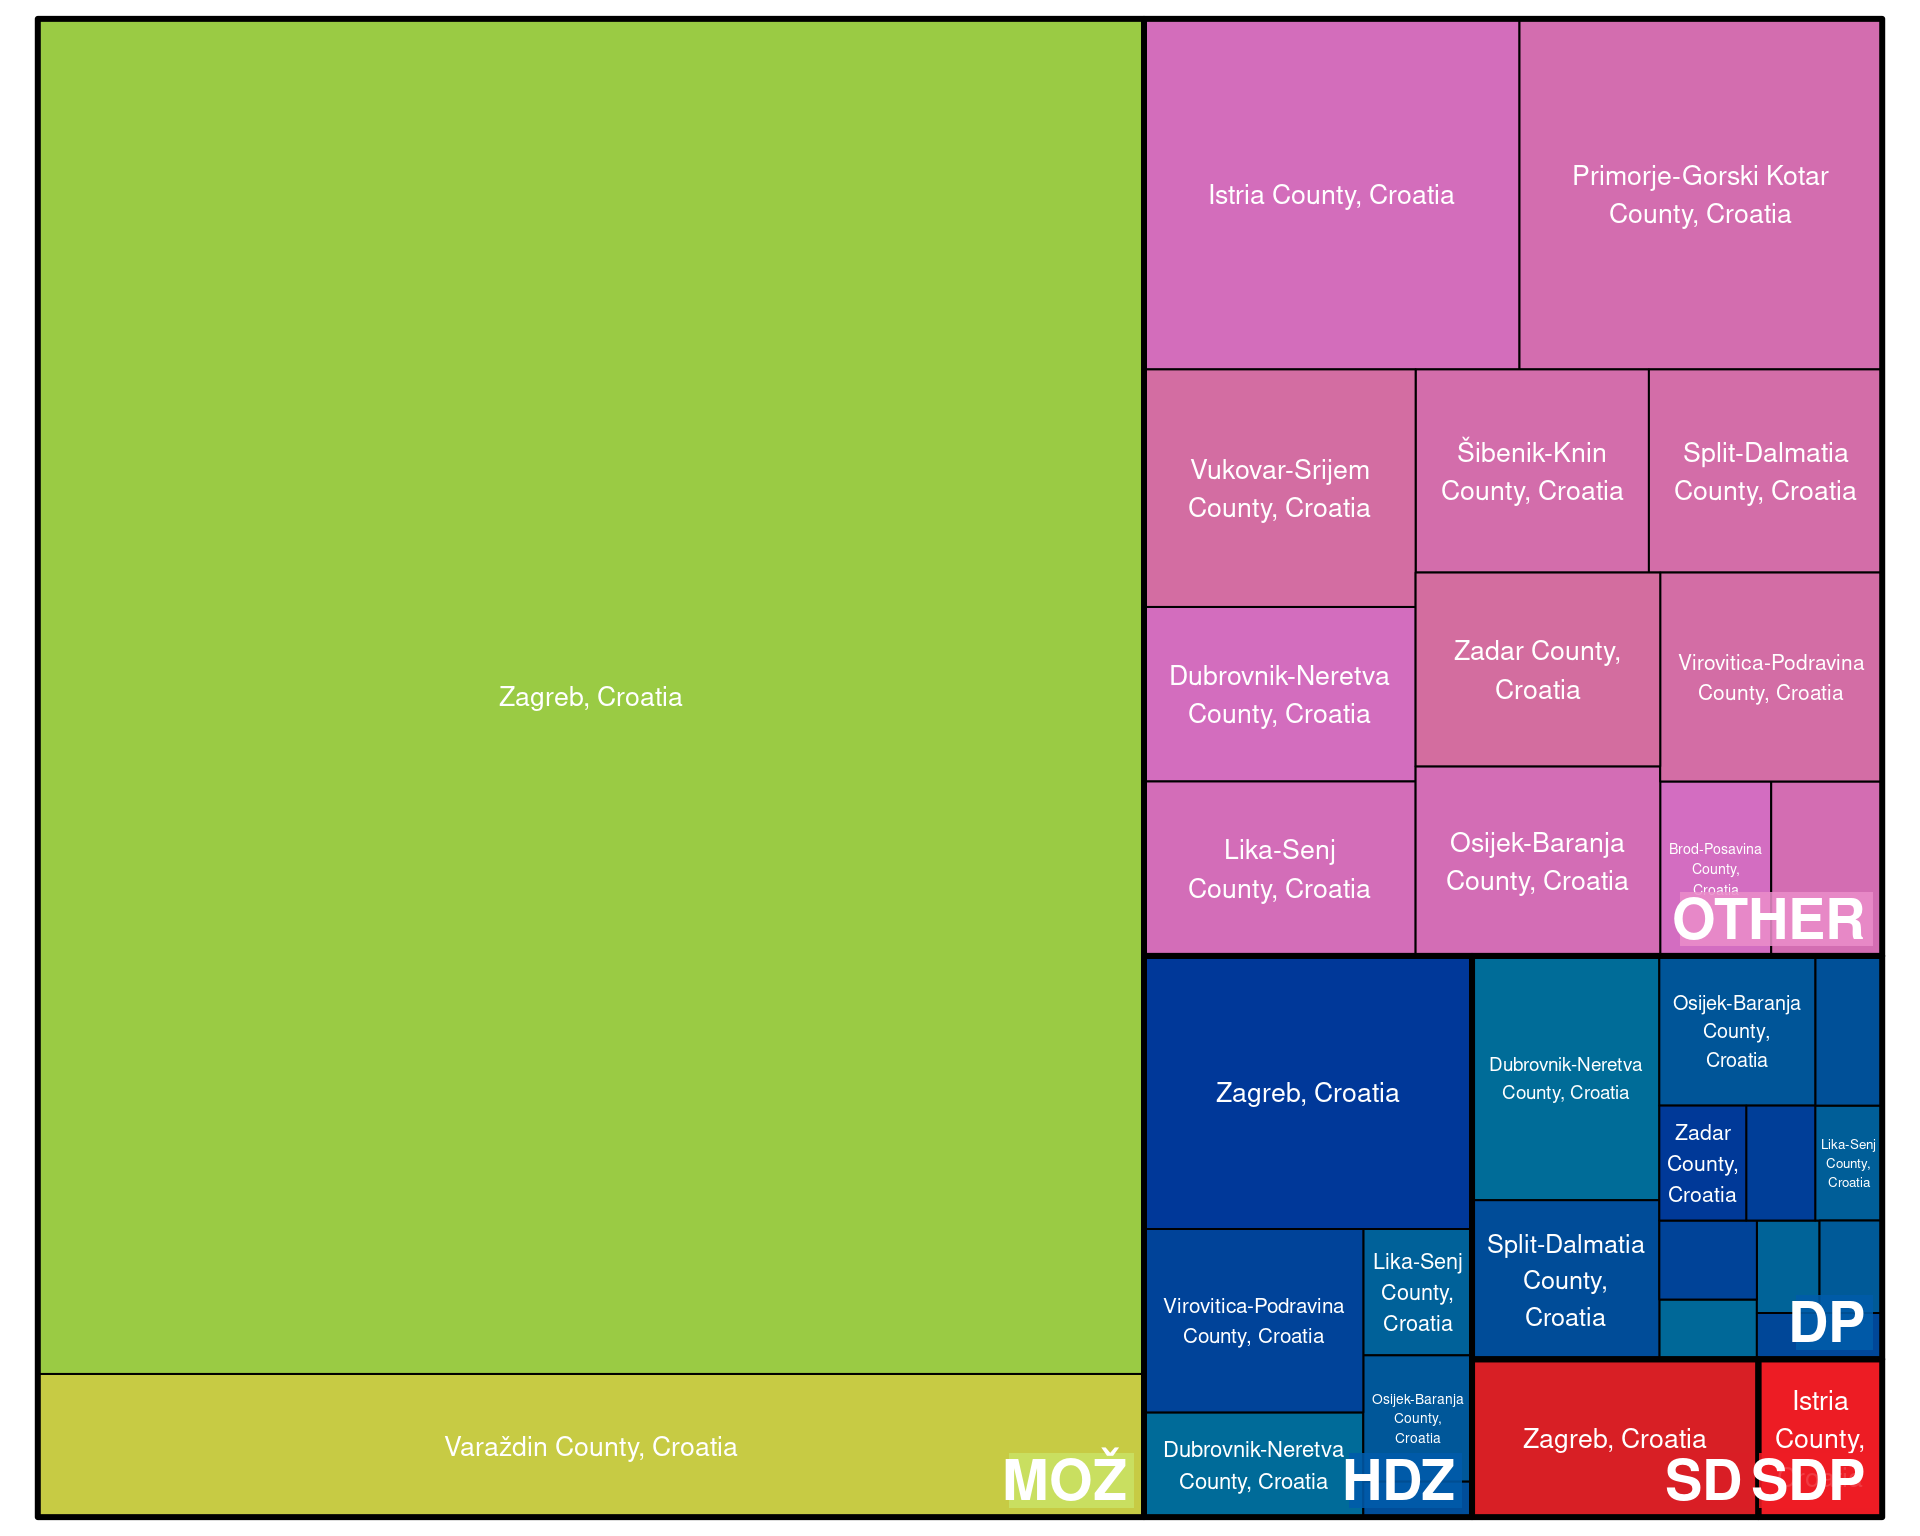 Zagreb, Croatia
Varaždin County, Croatia
MOŽ
Istria County, Croatia
Primorje-Gorski Kotar
County, Croatia
Vukovar-Srijem
County, Croatia
Šibenik-Knin
County, Croatia
Split-Dalmatia
County, Croatia
Dubrovnik-Neretva
County, Croatia
Zadar County,
Croatia
Virovitica-Podravina
County, Croatia
Lika-Senj
County, Croatia
Osijek-Baranja
County, Croatia
Brod-Posavina
County,
Croatia
OTHER
Zagreb, Croatia
Virovitica-Podravina
County, Croatia
Lika-Senj
County,
Croatia
Osijek-Baranja
County,
Croatia
Dubrovnik-Neretva
County, Croatia
HDZ
Dubrovnik-Neretva
County, Croatia
Osijek-Baranja
County,
Croatia
Zadar
County,
Croatia
Lika-Senj
County,
Croatia
Split-Dalmatia
County,
Croatia
DP
Zagreb, Croatia
SD
Istria
County,
SDP